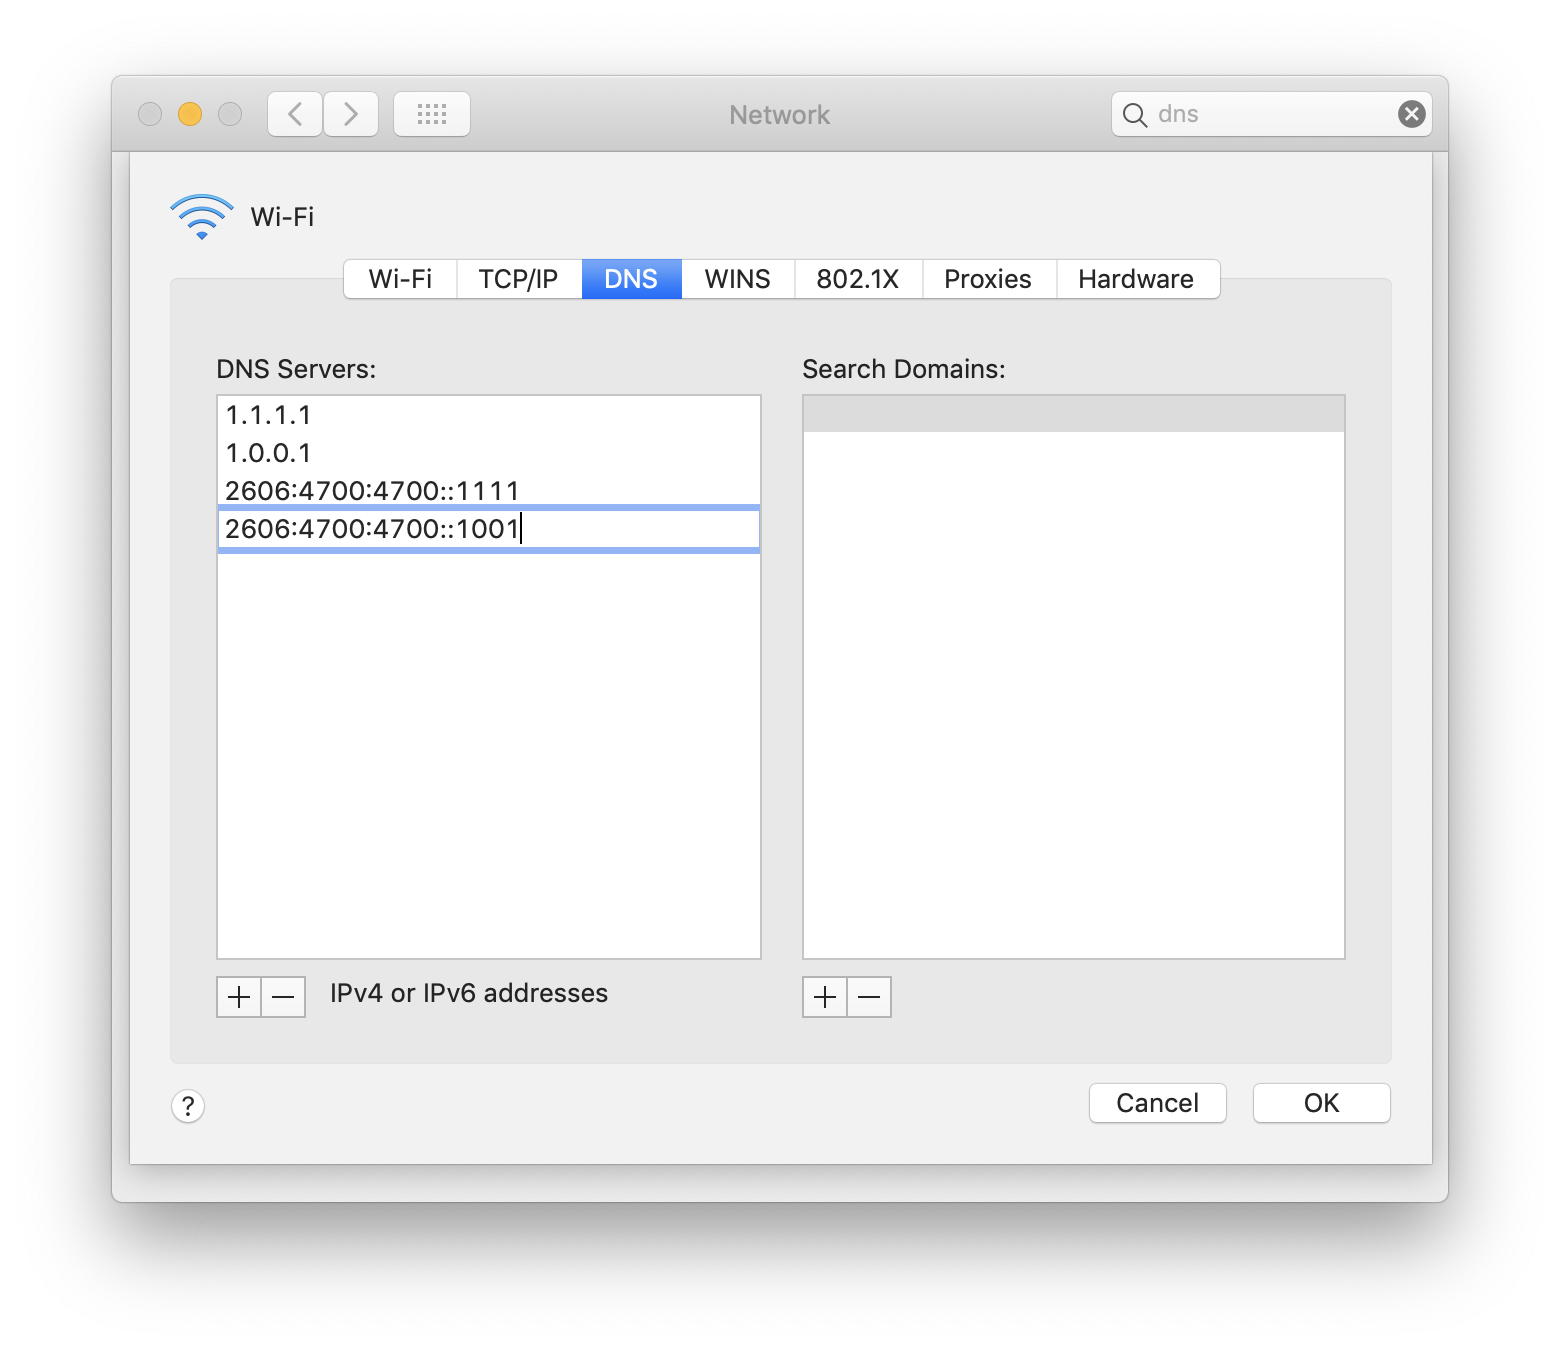 Network
dns
Wi-Fi
Wi-Fi TCP/IP DNS WINS 802.1X Proxies Hardware
DNS Servers:
1.1.1.1
1.0.0.1
2606:4700:4700::1111
2606:4700:4700::1001
IPv4 or IPv6 addresses
Search Domains:
?
Cancel OK